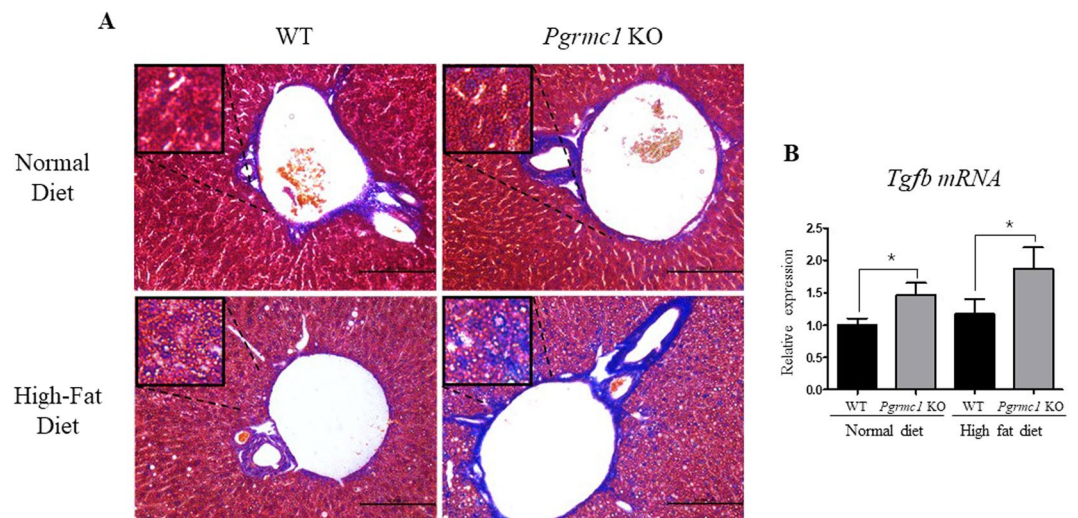 A
WT
Pgrmc1 KO
Normal
Diet
High-Fat
Diet
B
Tgfb mRNA
Relative expression
2.5
2.0
1.5
1.0
0.5
0.0
*
*
WT
Pgrmc1 KO
WT
Pgrmc1 KO
Normal diet
High fat diet